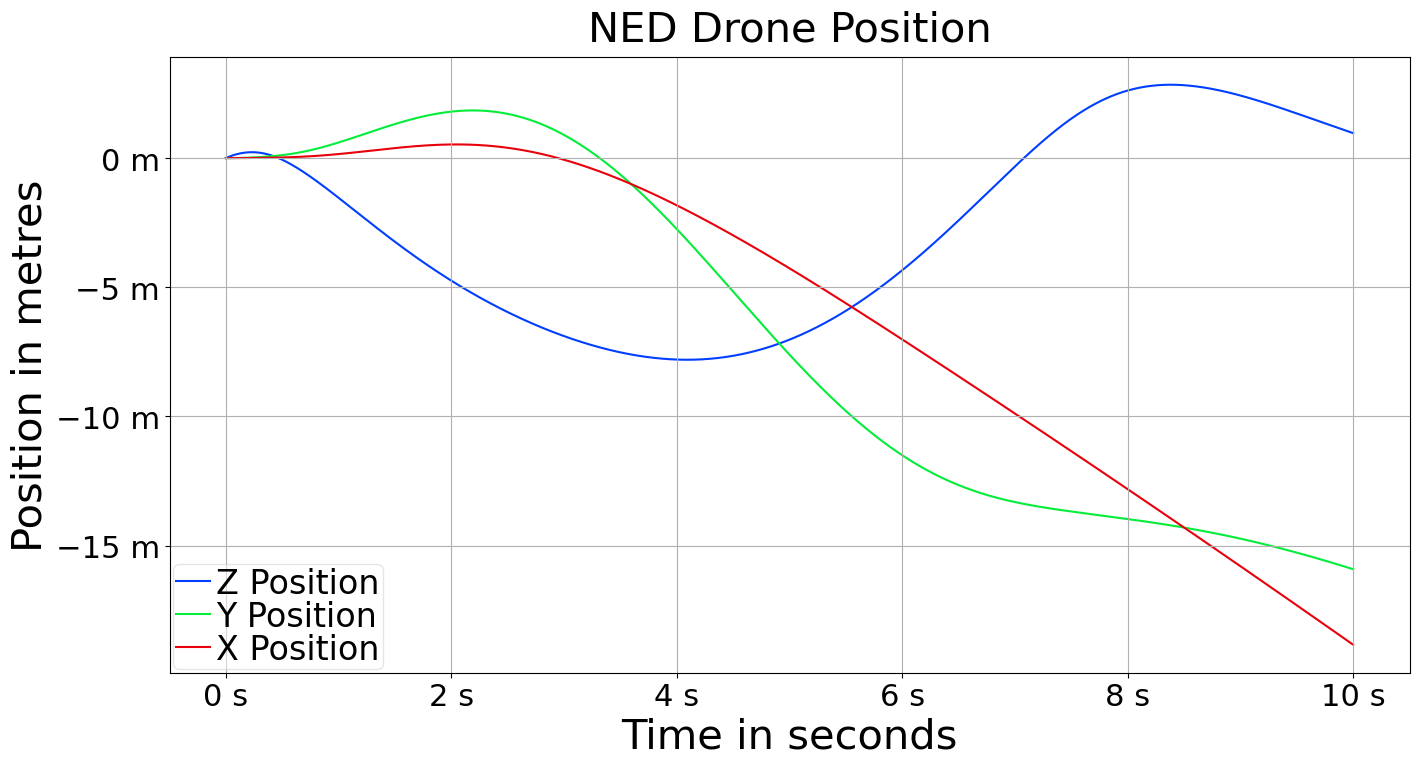 NED Drone Position
Position in metres
0 m
−5 m
−10 m
−15 m
Z Position
Y Position
X Position
0 s 2 s 4 s 6 s 8 s 10 s
Time in seconds